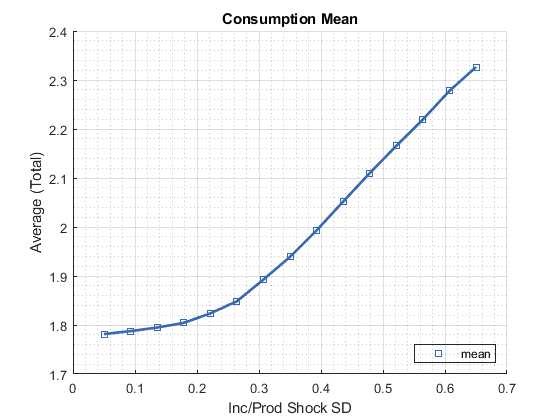 Consumption Mean
2.4
2.3
2.2
2.1
2
1.9
1.8
1.7
Average (Total)
0 0.1 0.2 0.3 0.4 0.5 0.6 0.7
Inc/Prod Shock SD
mean